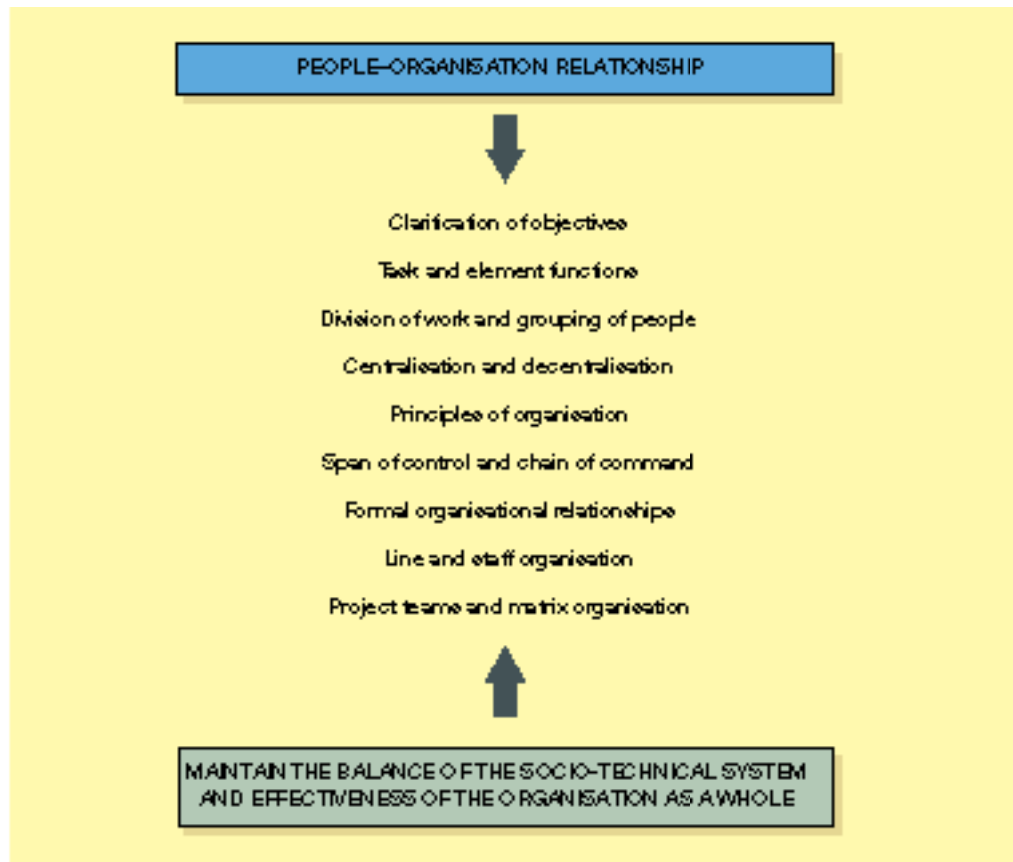 PEOPLE–ORGANISATION RELATIONSHIP
Clarification of objectives
Task and element functions
Division of work and grouping of people
Centralisation and decentralisation
Principles of organisation
Span of control and chain of command
Formal organisational relationships
Line and staff organisation
Project teams and matrix organisation
MAINTAIN THE BALANCE OF THE SOCIO-TECHNICAL SYSTEM
AND EFFECTIVENESS OF THE ORGANISATION AS A WHOLE